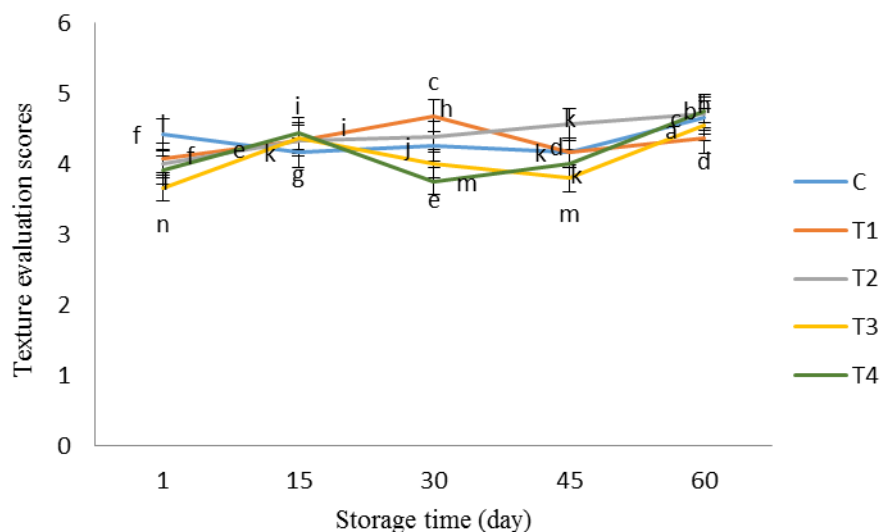 6
5
4
3
2
1
0
Texture evaluation scores
f
f
n
e
i
k
g
i
c
h
j
m
e
k
d
k
k
m
b
h
c
a
d
1 15 30 45 60
Storage time (day)
C
T1
T2
T3
T4